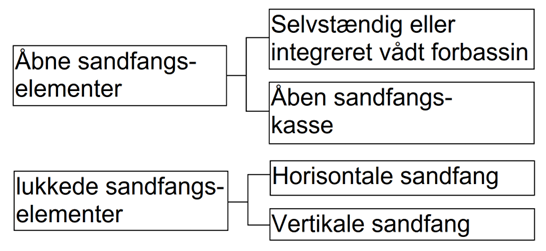 Åbne sandfangs-
elementer
Selvstændig eller
integreret vådt forbassin
Åben sandfangs-
kasse
lukkede sandfangs-
elementer
Horisontale sandfang
Vertikale sandfang